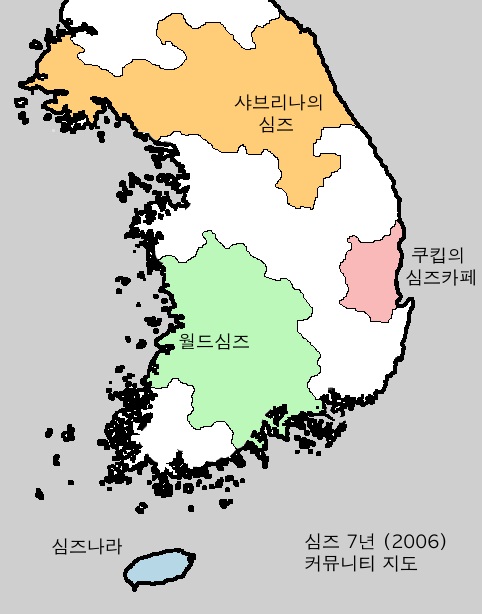 샤브리나의
심즈
쿠킵의
심즈카페
월드심즈
심즈나라
심즈 7년 (2006)
커뮤니티 지도